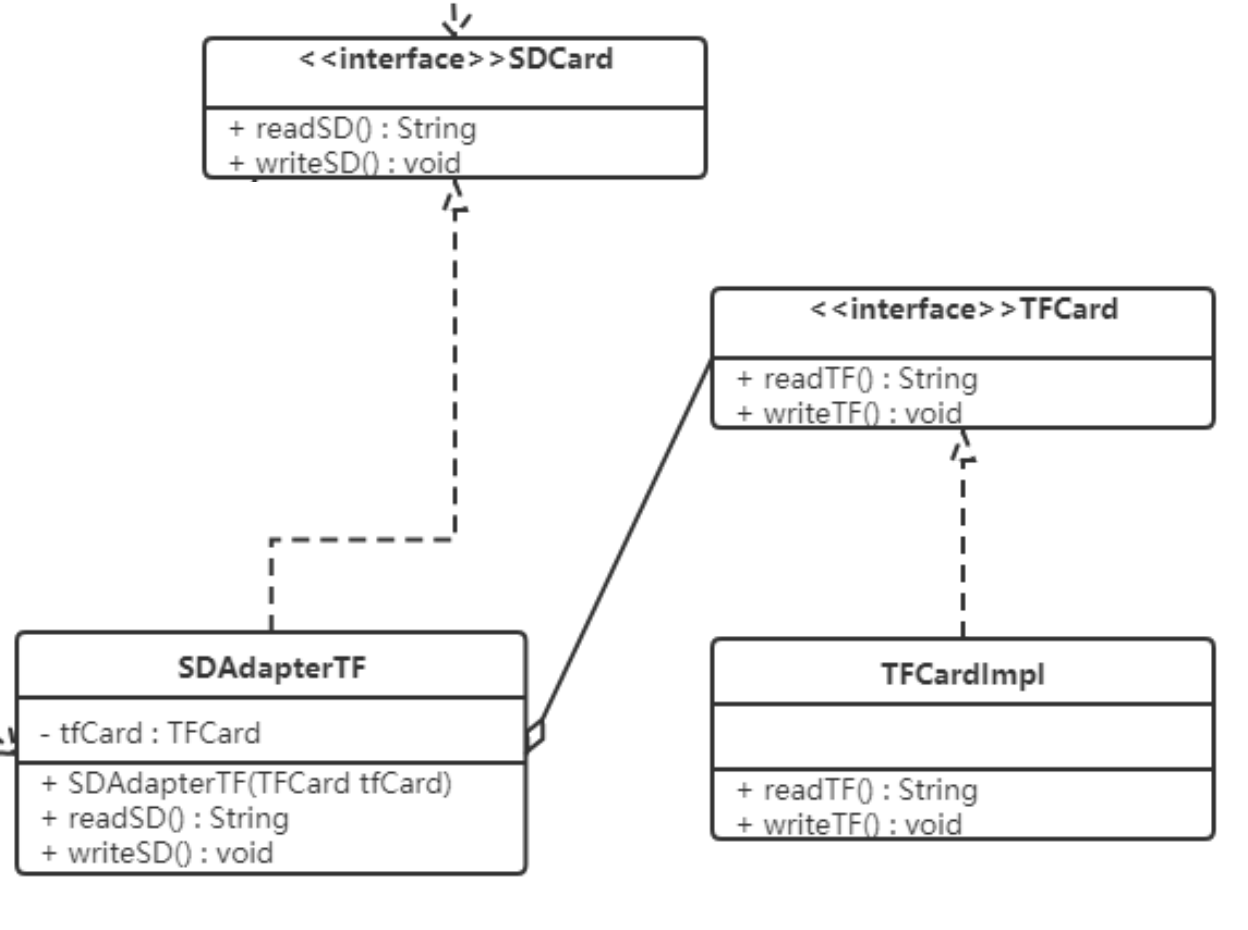 <<interface>>SDCard
+ readSD() : String
+ writeSD() : void
<<interface>>TFCard
+ readTF() : String
+ writeTF() : void
SDAdapterTF
- tfCard : TFCard
+ SDAdapterTF(TFCard tfCard)
+ readSD() : String
+ writeSD() : void
TFCardImpl
+ readTF() : String
+ writeTF() : void